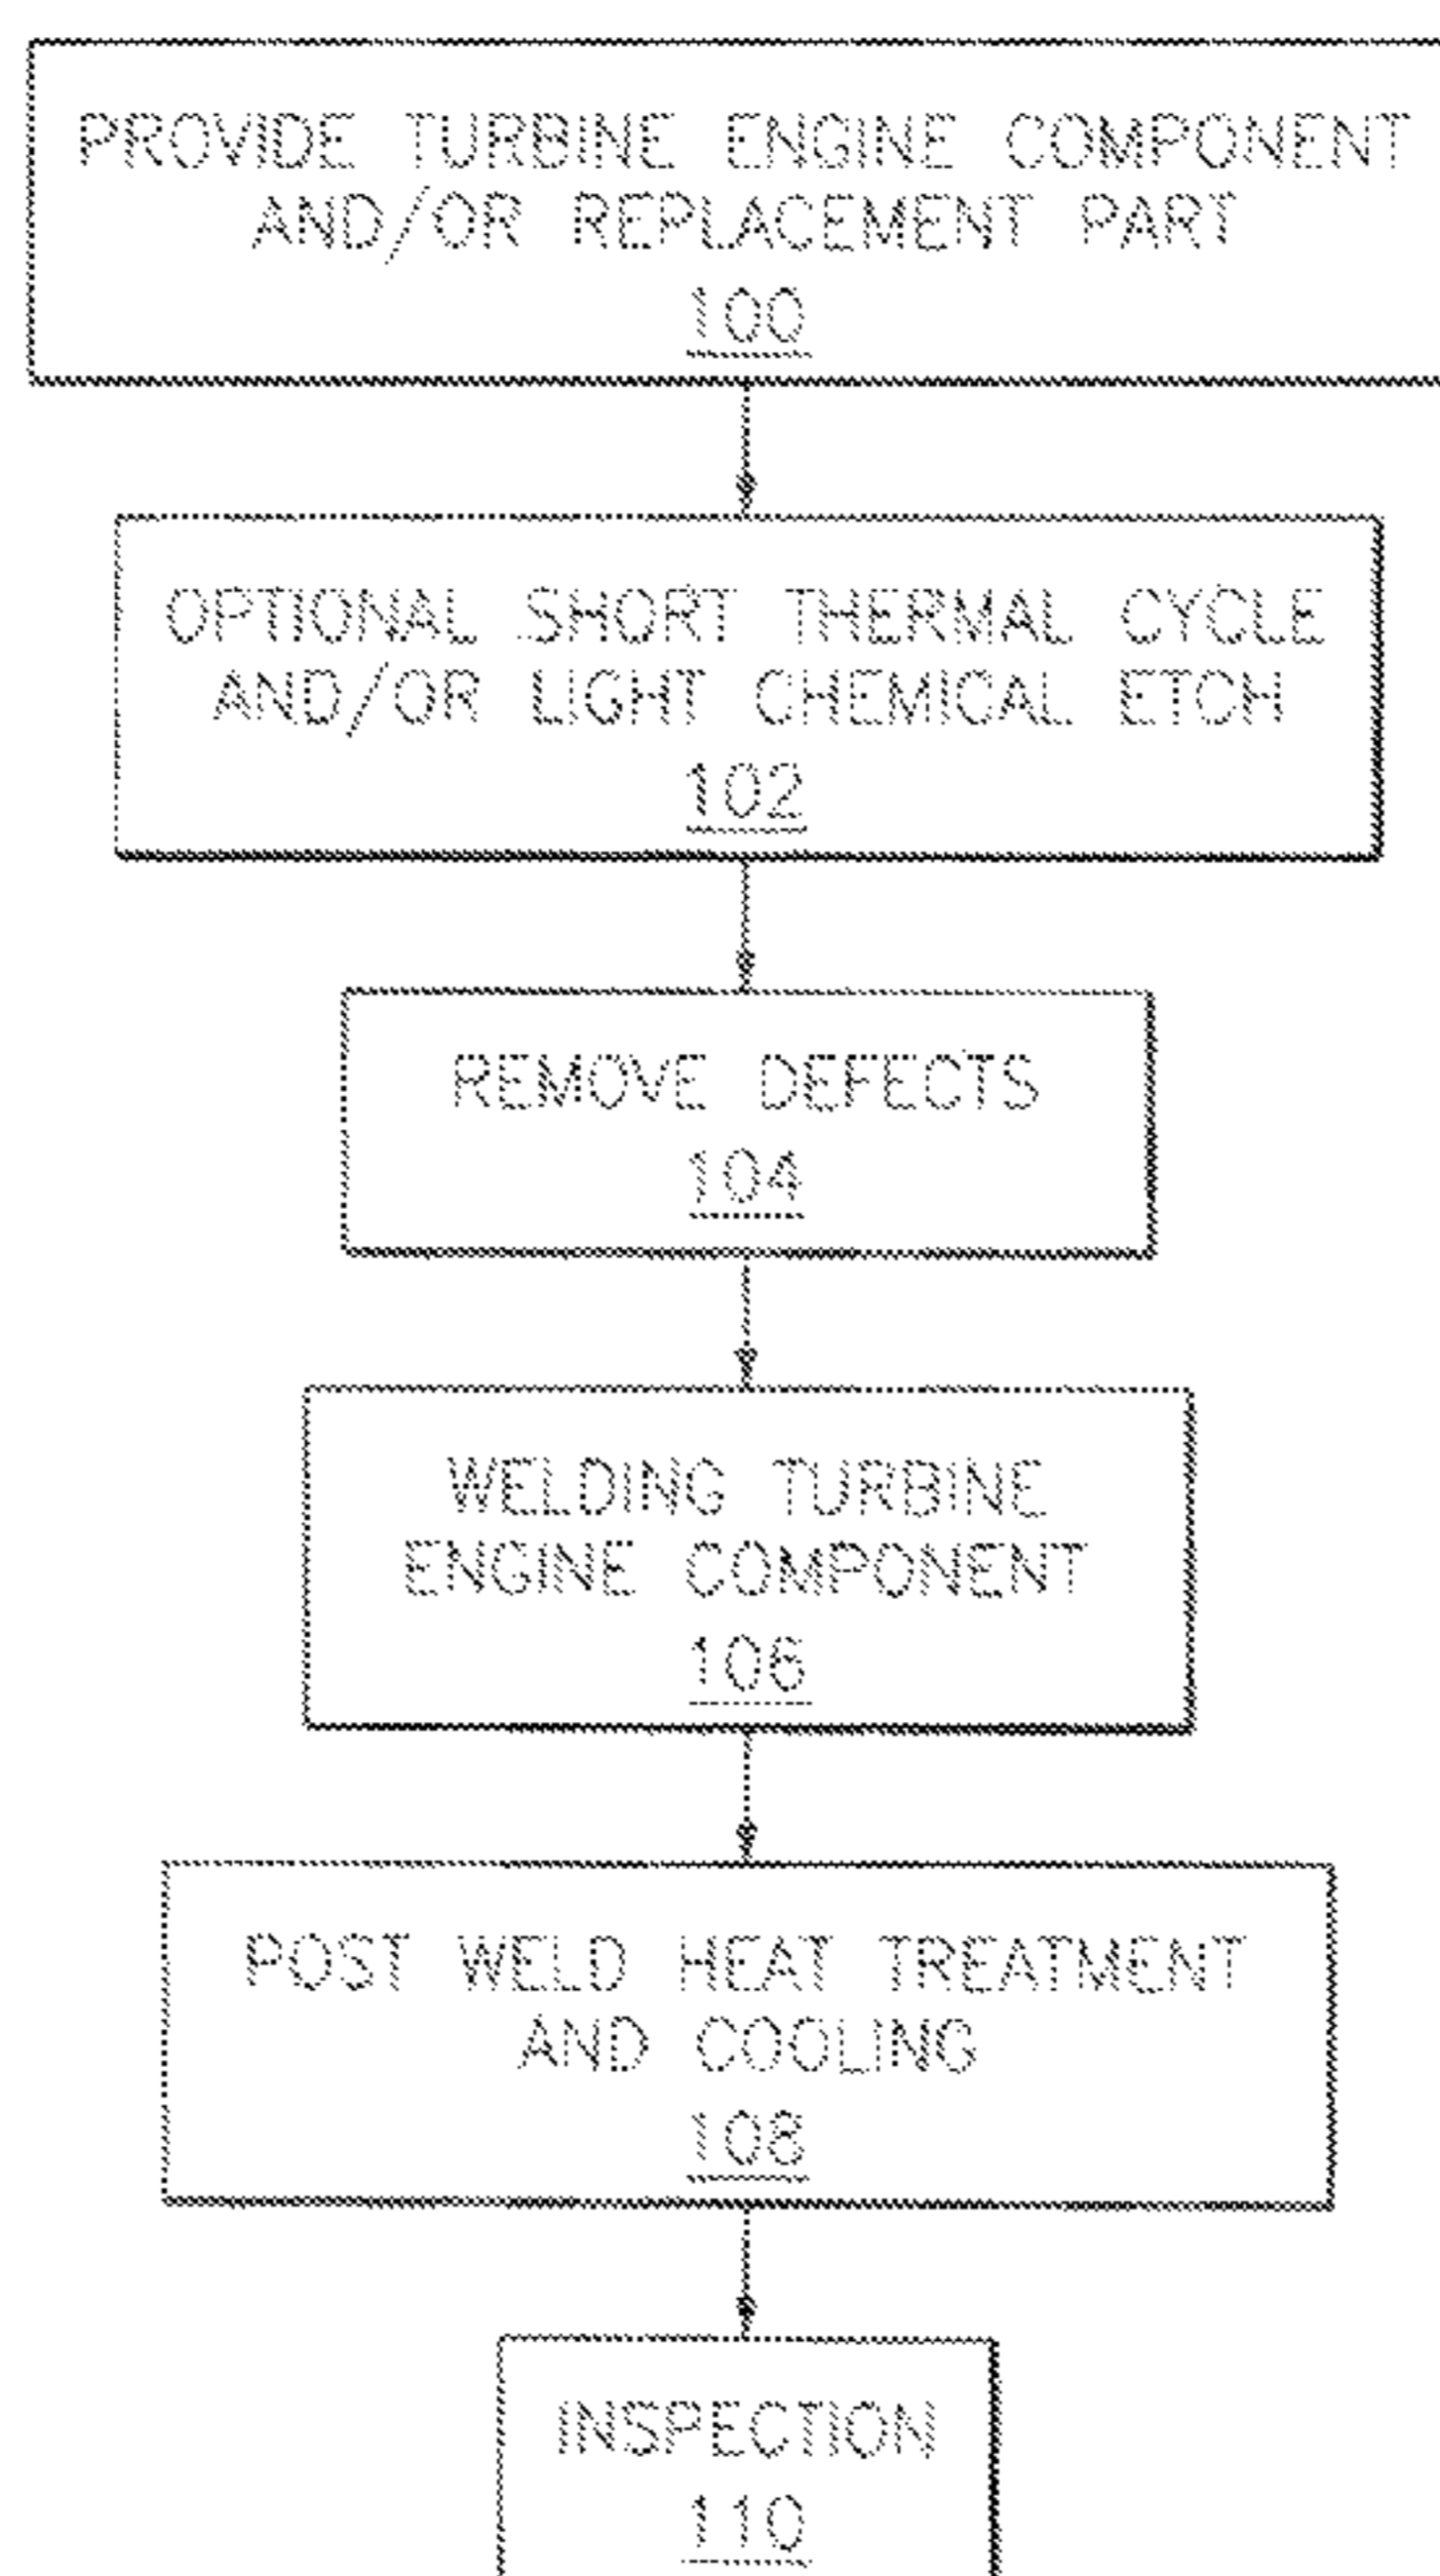 PROVIDE TURBINE ENGINE COMPONENT
AND/OR REPLACEMENT PART
100
OPTIONAL SHORT THERMAL CYCLE
AND/OR LIGHT CHEMICAL ETCH
102
REMOVE DEFECTS
104
WELDING TURBINE
ENGINE COMPONENT
106
POST WELD HEAT TREATMENT
AND COOLING
108
INSPECTION
110